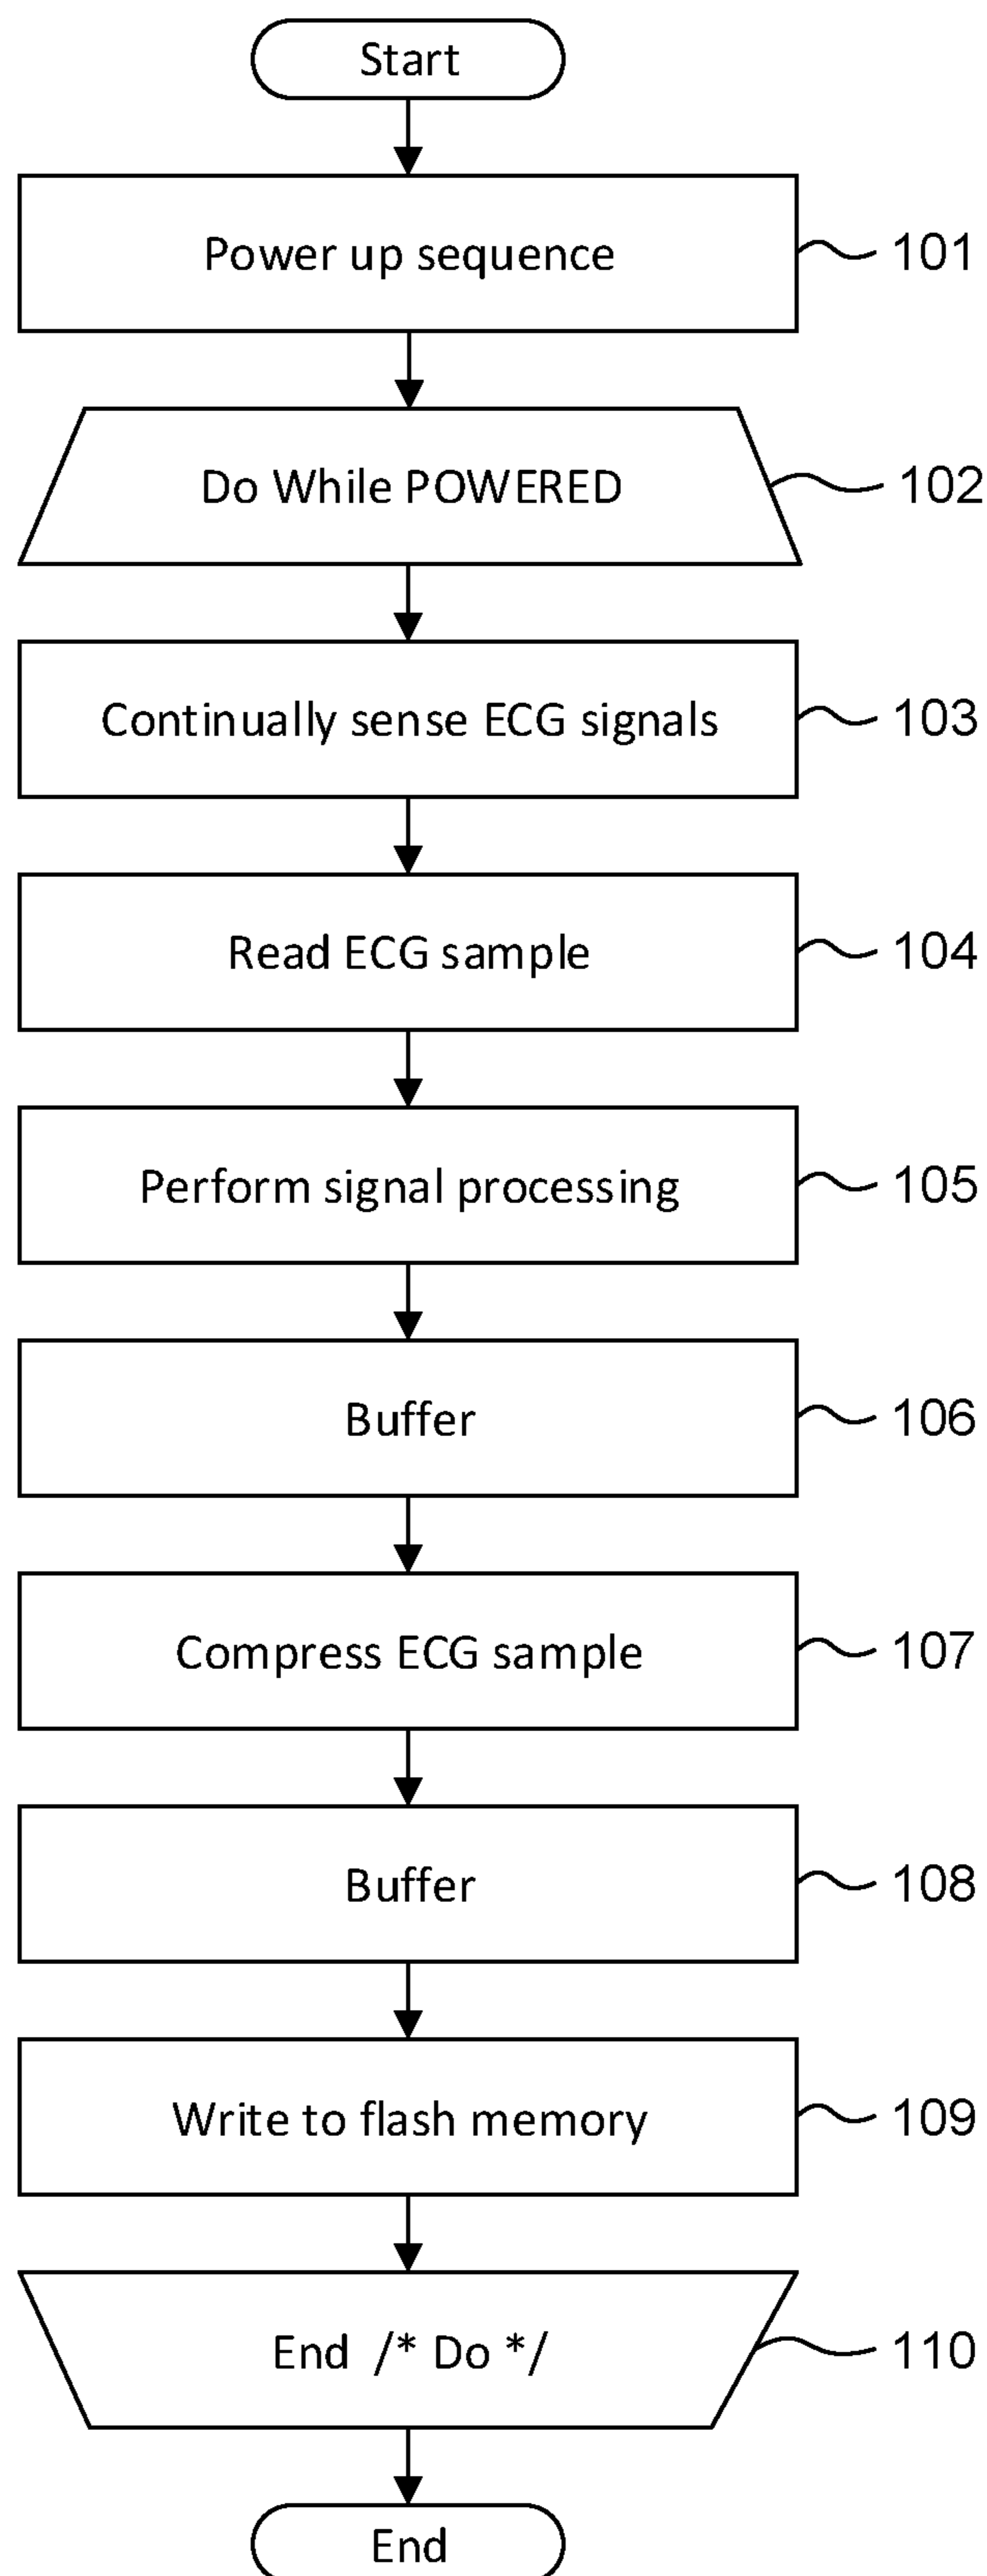 Start
Power up sequence 101
Do While POWERED 102
Continually sense ECG signals 103
Read ECG sample 104
Perform signal processing 105
Buffer 106
Compress ECG sample 107
Buffer 108
Write to flash memory 109
End /* Do */ 110
End